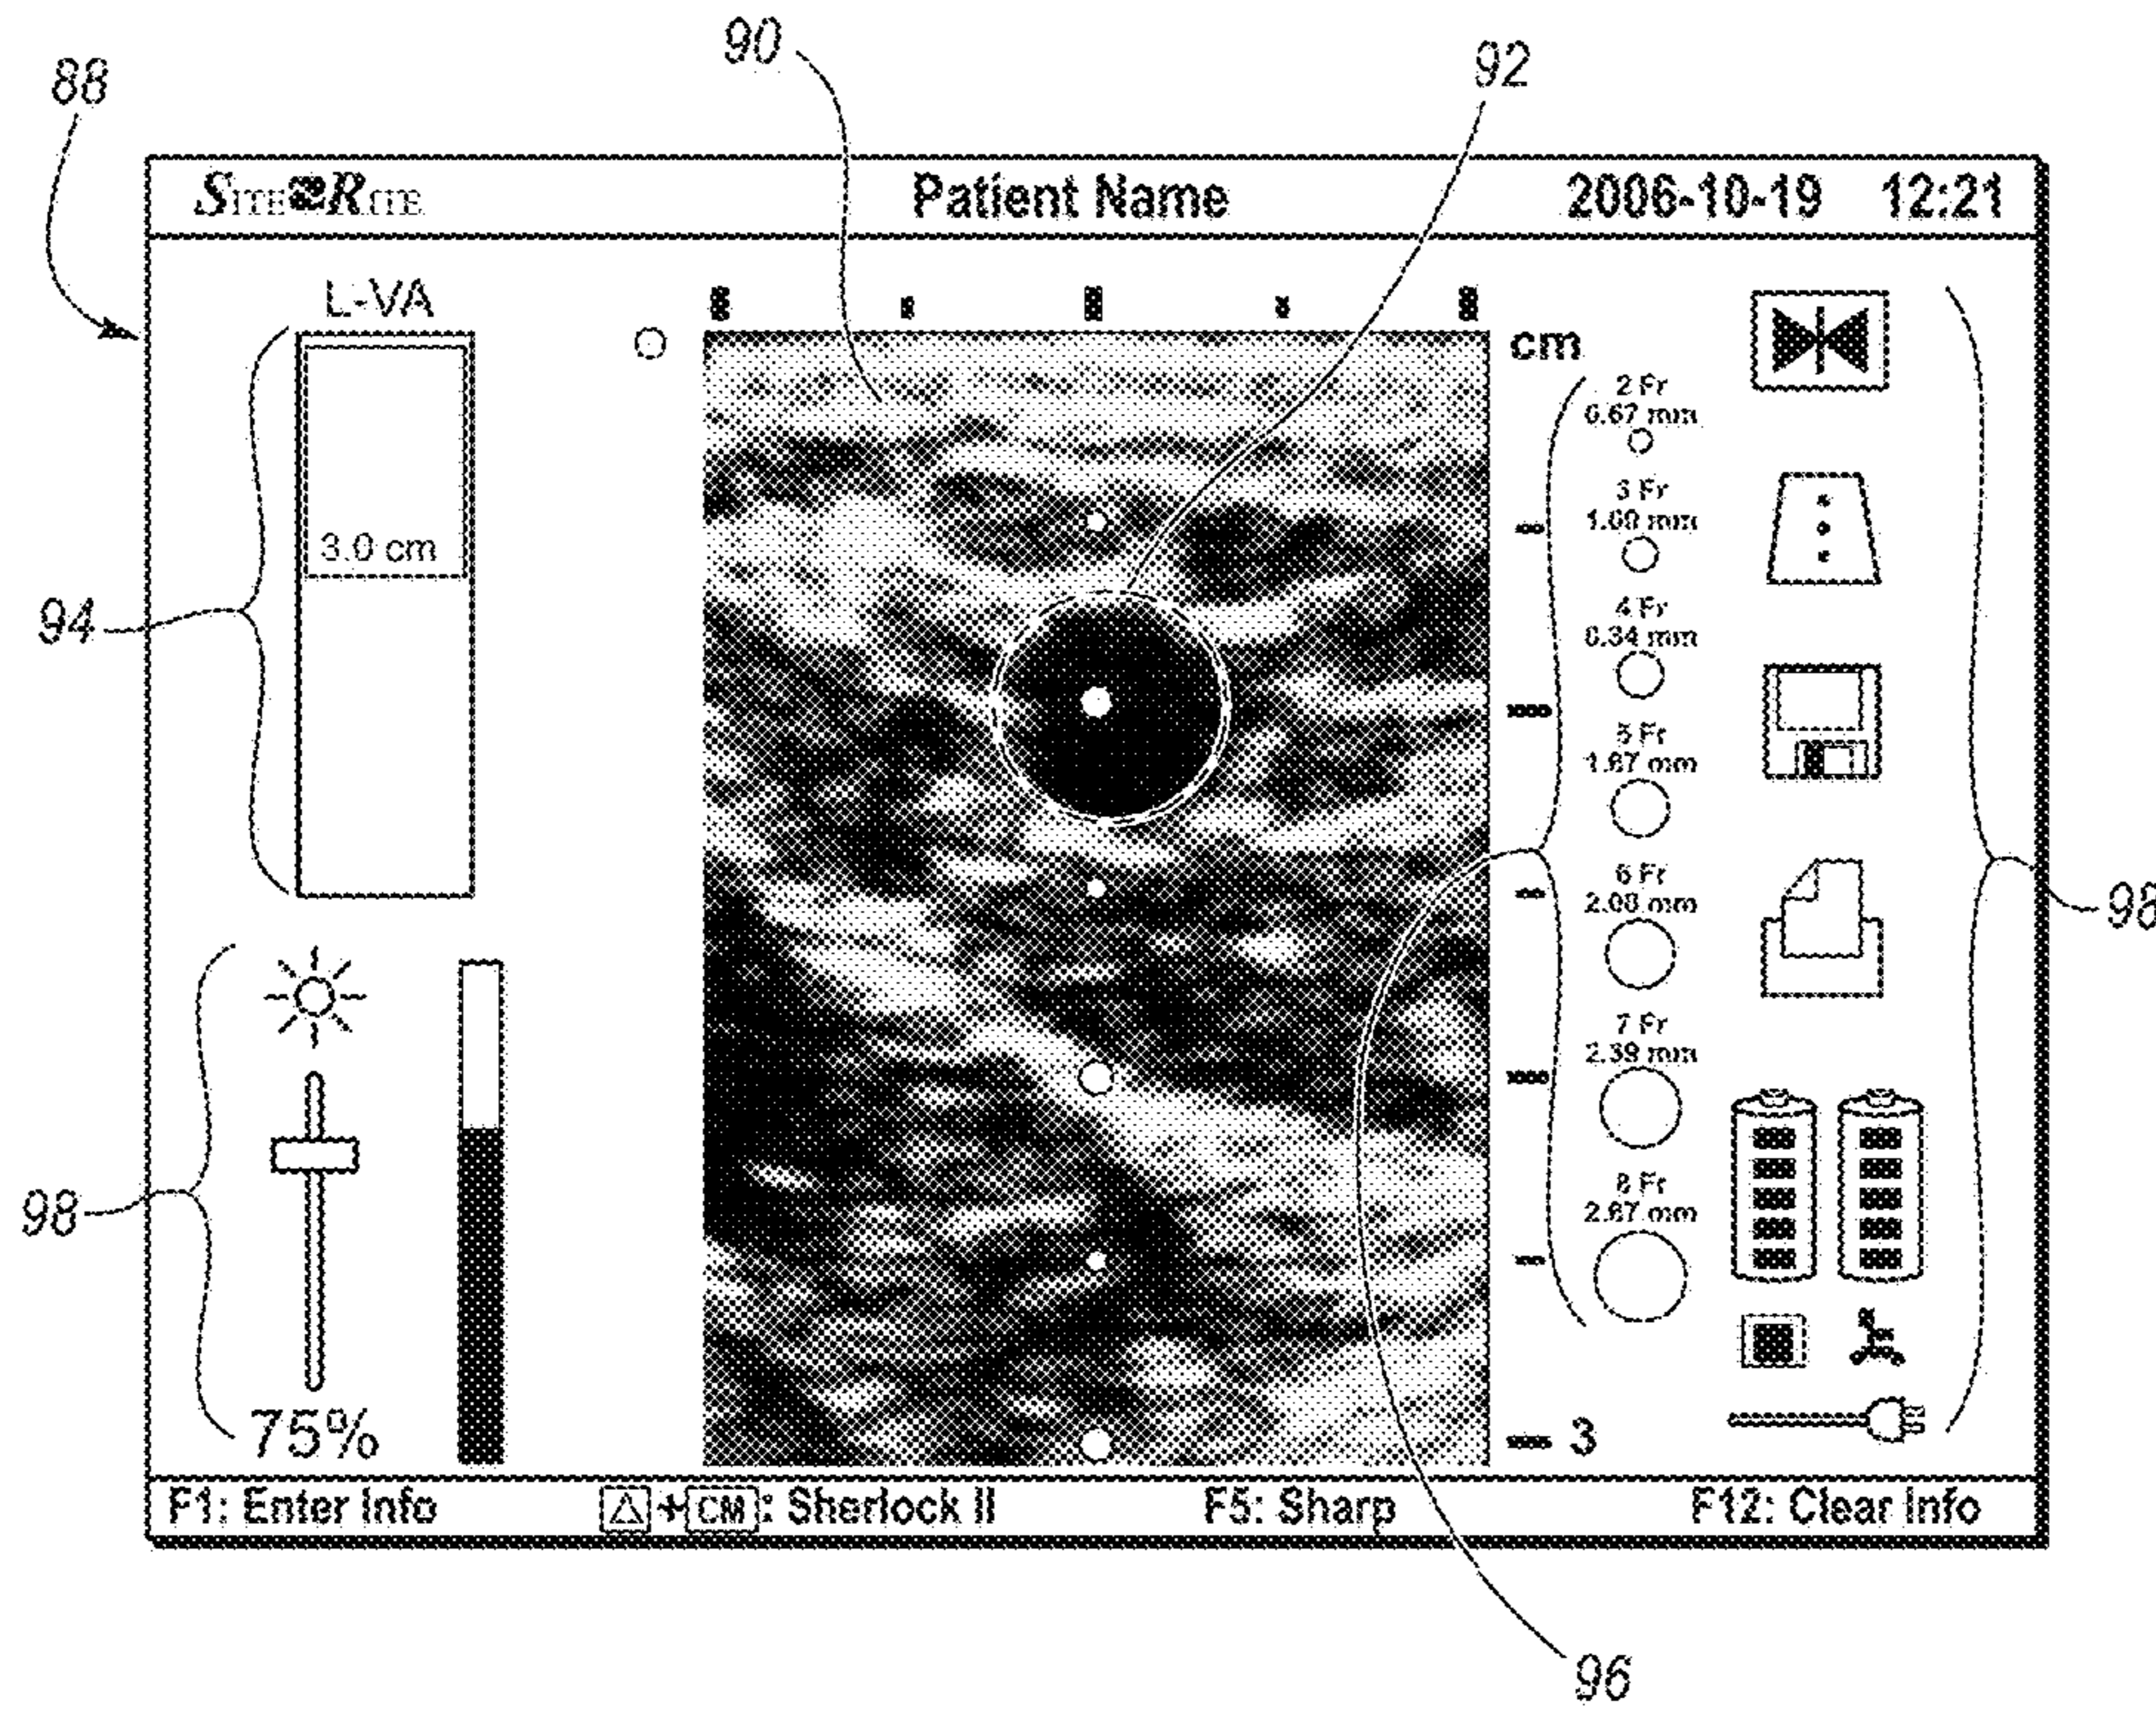 90
92
88
SITE RITE
Patient Name
2006-10-19 12:21
L-VA
cm
2 Fr
0.67 mm
3 Fr
1.00 mm
3.0 cm
4 Fr
0.34 mm
94
5 Fr
1.67 mm
6 Fr
2.00 mm
98
7 Fr
2.39 mm
8 Fr
2.67 mm
98
75%
3
F1: Enter Info
△+CM: Sherlock II
F5: Sharp
F12: Clear Info
96